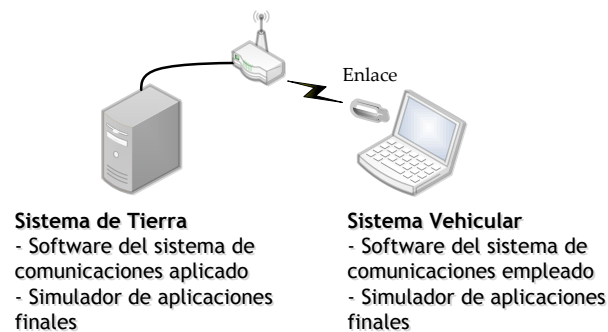 Enlace
Sistema de Tierra
- Software del sistema de
comunicaciones aplicado
- Simulador de aplicaciones
finales
Sistema Vehicular
- Software del sistema de
comunicaciones empleado
- Simulador de aplicaciones
finales